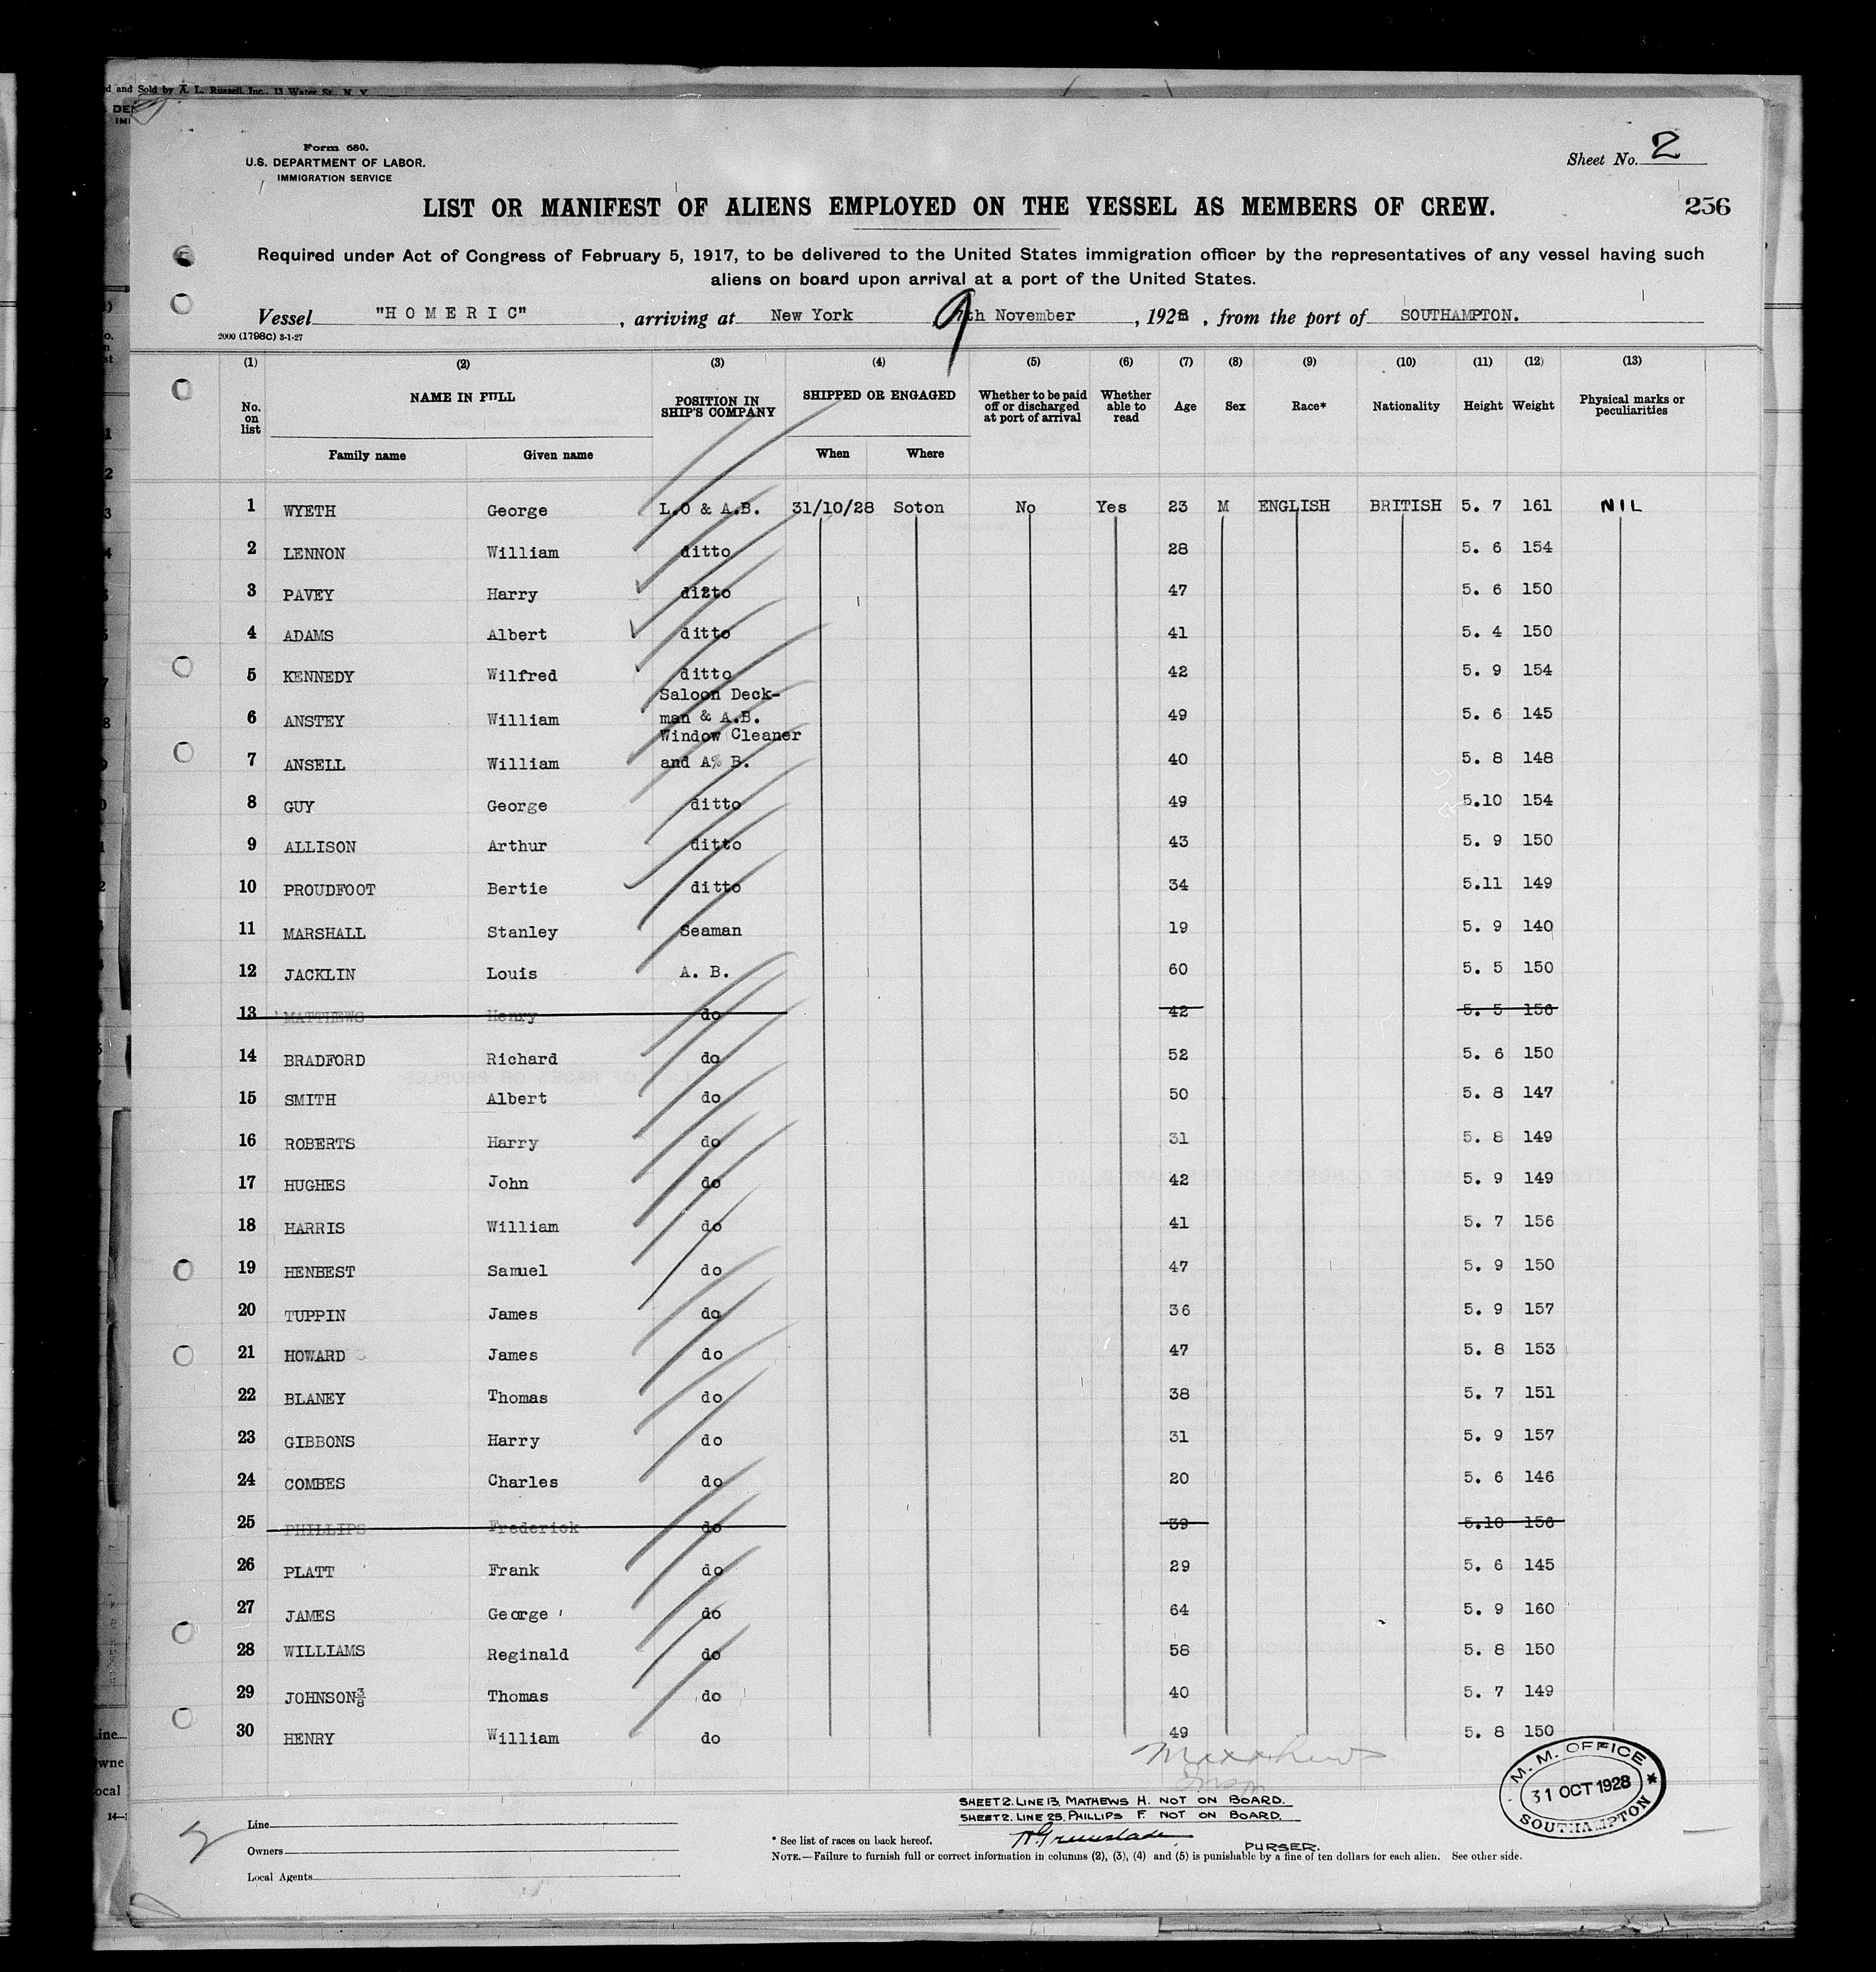 d and Sold by A. L. Russell, Inc., 13 Water St., N. Y.
Form 680.
U.S. DEPARTMENT OF LABOR.
IMMIGRATION SERVICE
Sheet No. 2
LIST OR MANIFEST OF ALIENS EMPLOYED ON THE VESSEL AS MEMBERS OF CREW.
256
Required under Act of Congress of February 5, 1917, to be delivered to the United States immigration officer by the representatives of any vessel having such
aliens on board upon arrival at a port of the United States.
Vessel "HOMERIC", arriving at New York 9th November, 1928, from the port of SOUTHAMPTON.
2000 (1798C) 3-1-27
(1) (2) (3) (4) (5) (6) (7) (8) (9) (10) (11) (12) (13)
No. on list NAME IN FULL POSITION IN SHIP'S COMPANY SHIPPED OR ENGAGED Whether to be paid off or discharged at port of arrival Whether able to read Age Sex Race* Nationality Height Weight Physical marks or peculiarities
Family name Given name When Where
1 WYETH George L.O & A.B. 31/10/28 Soton No Yes 23 M ENGLISH BRITISH 5. 7 161 NIL
2 LENNON William ditto 28 5. 6 154
3 PAVEY Harry ditto 47 5. 6 150
4 ADAMS Albert ditto 41 5. 4 150
5 KENNEDY Wilfred ditto 42 5. 9 154
6 ANSTEY William Saloon Deck-man & A.B. 49 5. 6 145
7 ANSELL William Window Cleaner and A% B. 40 5. 8 148
8 GUY George ditto 49 5.10 154
9 ALLISON Arthur ditto 43 5. 9 150
10 PROUDFOOT Bertie ditto 34 5.11 149
11 MARSHALL Stanley Seaman 19 5. 9 140
12 JACKLIN Louis A. B. 60 5. 5 150
13 MATTHEWS Henry do 42 5. 5 156
14 BRADFORD Richard do 52 5. 6 150
15 SMITH Albert do 50 5. 8 147
16 ROBERTS Harry do 31 5. 8 149
17 HUGHES John do 42 5. 9 149
18 HARRIS William do 41 5. 7 156
19 HENBEST Samuel do 47 5. 9 150
20 TUPPIN James do 36 5. 9 157
21 HOWARD James do 47 5. 8 153
22 BLANEY Thomas do 38 5. 7 151
23 GIBBONS Harry do 31 5. 9 157
24 COMBES Charles do 20 5. 6 146
25 PHILLIPS Frederick do 39 5.10 156
26 PLATT Frank do 29 5. 6 145
27 JAMES George do 64 5. 9 160
28 WILLIAMS Reginald do 58 5. 8 150
29 JOHNSON⅜ Thomas do 40 5. 7 149
30 HENRY William do 49 5. 8 150
M. M. OFFICE
31 OCT 1928
SOUTHAMPTON
SHEET 2. LINE 13. MATHEWS H. NOT ON BOARD.
SHEET 2. LINE 25. PHILLIPS F. NOT ON BOARD.
Line
Owners
Local Agents
* See list of races on back hereof.
PURSER.
NOTE.—Failure to furnish full or correct information in columns (2), (3), (4) and (5) is punishable by a fine of ten dollars for each alien. See other side.